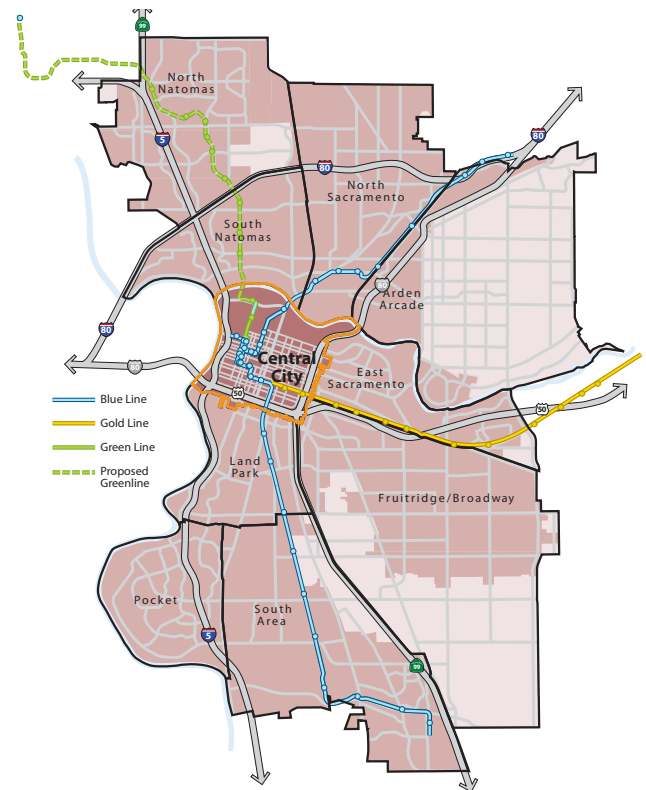 99
North
Natomas
5
80
80
North
Sacramento
South
Natomas
80
Arden
Arcade
80
80
Central
City
East
Sacramento
50
50
Blue Line
Gold Line
Green Line
Proposed
Greenline
Land
Park
Fruitridge/Broadway
Pocket
South
Area
5
99